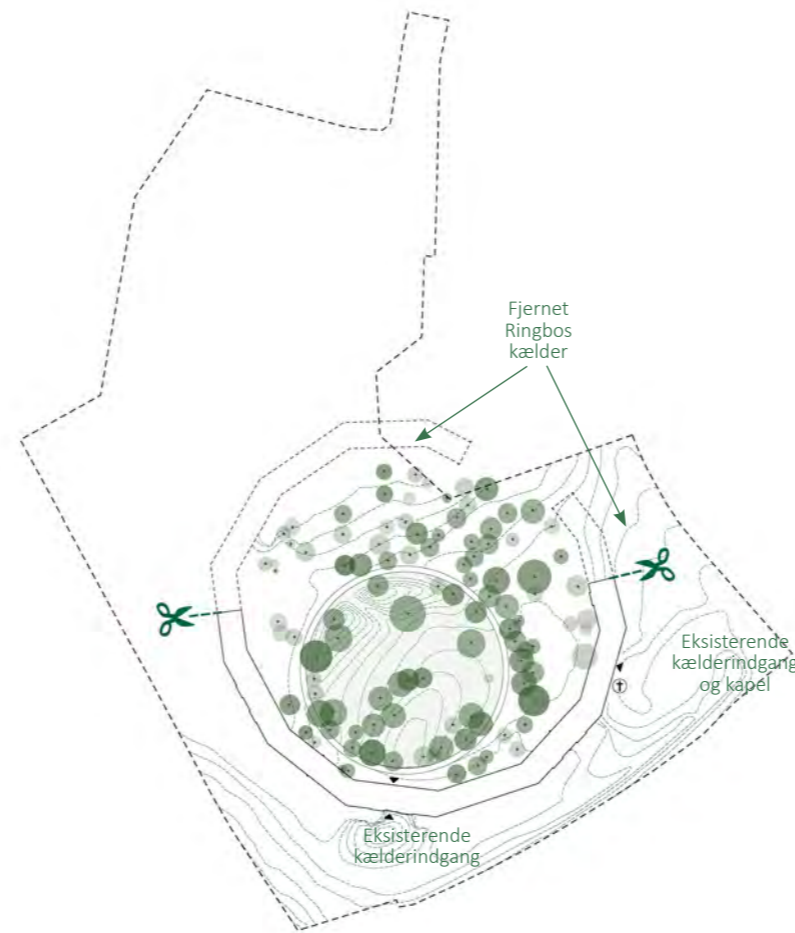 Fjernet
Ringbos
kælder
Eksisterende
kælderindgang
og kapel
Eksisterende
kælderindgang